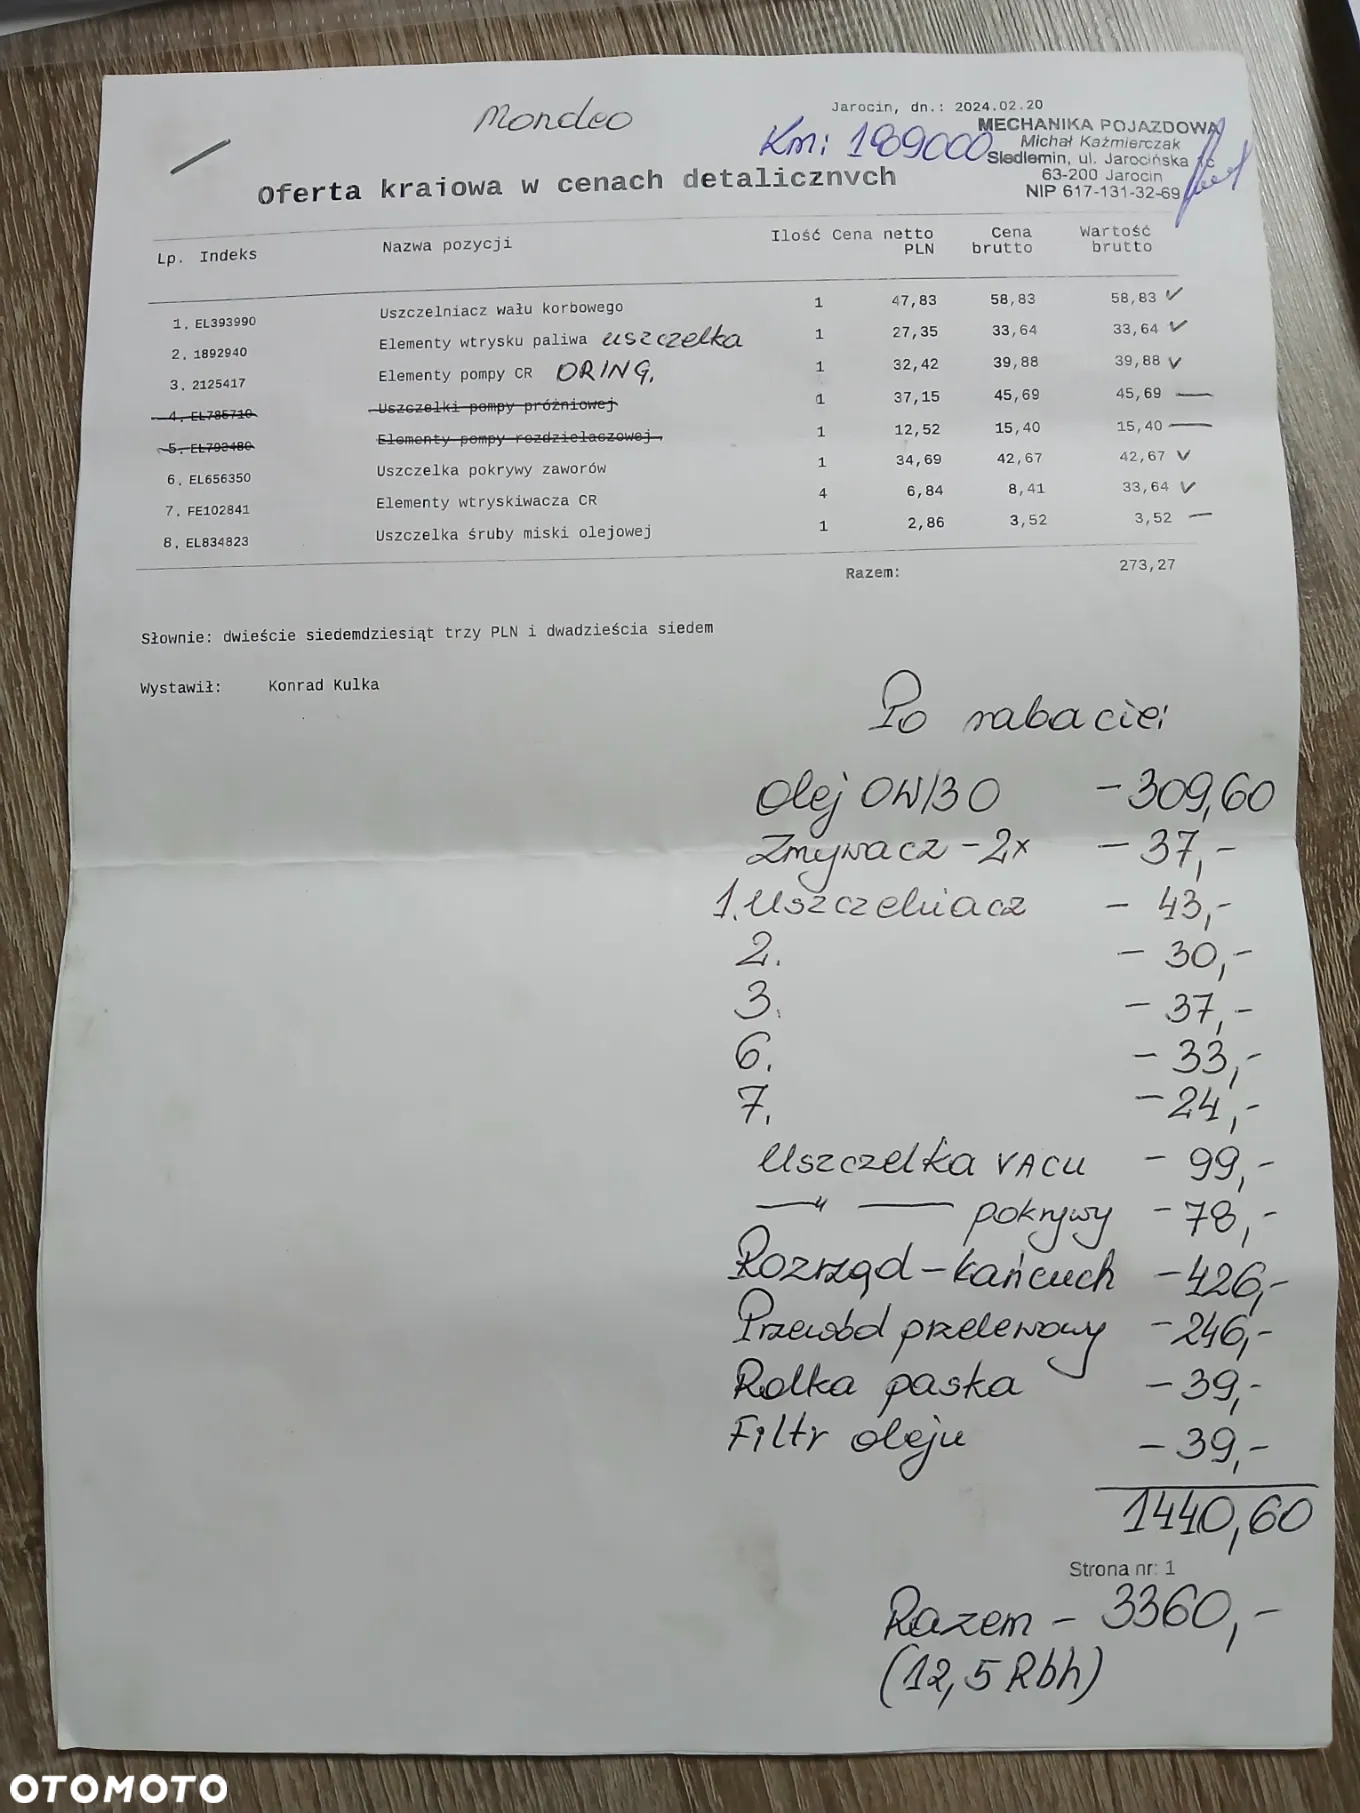 Mondeo
Jarocin, dn.: 2024.02.20
Km: 189000
MECHANIKA POJAZDOWA
Michał Kaźmierczak
Siedlemin, ul. Jarocińska
63-200 Jarocin
NIP 617-131-32-69
Oferta krajowa w cenach detalicznych
Lp. Indeks Nazwa pozycji Ilość Cena netto PLN Cena brutto Wartość brutto
1. EL393990 Uszczelniacz wału korbowego 1 47,83 58,83 58,83 ✓
2. 1892940 Elementy wtrysku paliwa uszczelka 1 27,35 33,64 33,64 ✓
3. 2125417 Elementy pompy CR ORING. 1 32,42 39,88 39,88 ✓
4. EL785710 Uszczelki pompy próżniowej 1 37,15 45,69 45,69 —
5. EL792480 Elementy pompy rozdzielaczowej 1 12,52 15,40 15,40 —
6. EL656350 Uszczelka pokrywy zaworów 1 34,69 42,67 42,67 ✓
7. FE102841 Elementy wtryskiwacza CR 4 6,84 8,41 33,64 ✓
8. EL834823 Uszczelka śruby miski olejowej 1 2,86 3,52 3,52 —
Razem: 273,27
Słownie: dwieście siedemdziesiąt trzy PLN i dwadzieścia siedem
Wystawił: Konrad Kulka
Po rabacie:
Olej 0W/30 - 309,60
Zmywacz - 2x - 37,-
1. Uszczelniacz - 43,-
2. - 30,-
3. - 37,-
6. - 33,-
7. - 24,-
Uszczelka VACU - 99,-
—"— pokrywy - 78,-
Rozrząd - łańcuch - 426,-
Przewód przelewowy - 246,-
Rolka paska - 39,-
Filtr oleju - 39,-
1440,60
Strona nr: 1
Razem - 3360,-
(12,5 Rbh)
OTOMOTO